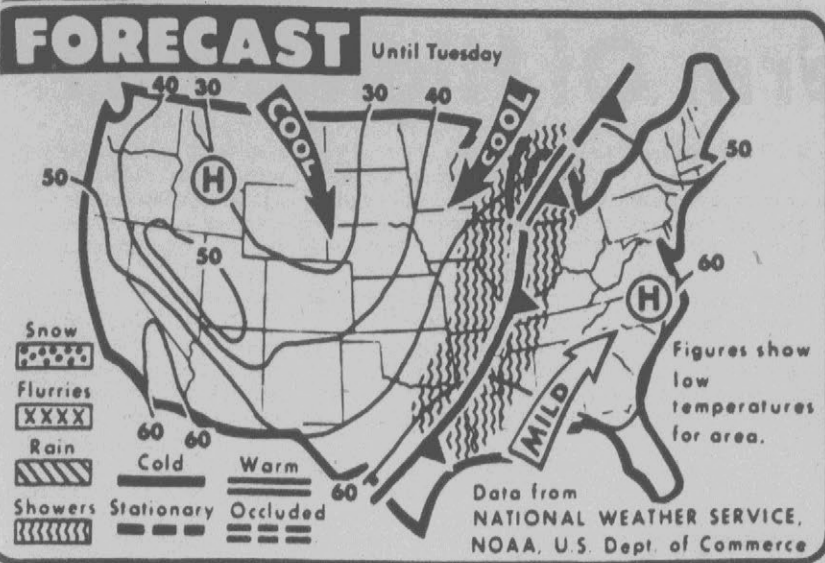 FORECAST
Until Tuesday
40 30
COOL
30
40
COOL
50
50
H
50
60
H
Snow
Flurries
XXXX
Rain
Showers
60 60
Cold
Warm
Stationary
Occluded
60
MILD
Figures show
low
temperatures
for area.
Data from
NATIONAL WEATHER SERVICE,
NOAA, U.S. Dept. of Commerce